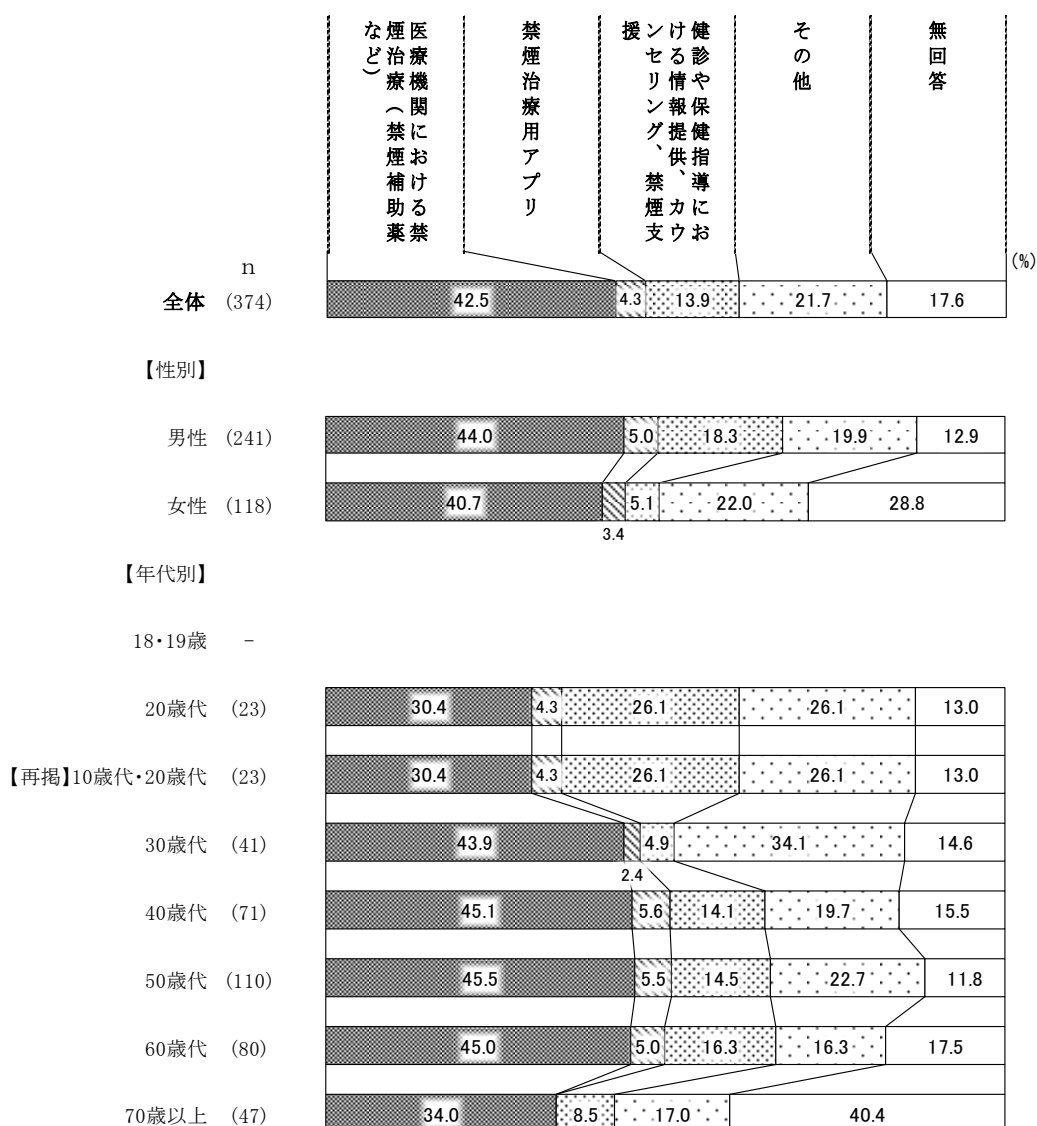 医療機関における禁煙治療（禁煙補助薬など）
禁煙治療用アプリ
健診や保健指導における情報提供、カウンセリング、禁煙支援
その他
無回答
(%)
n
全体 (374) 42.5 4.3 13.9 21.7 17.6
【性別】
男性 (241) 44.0 5.0 18.3 19.9 12.9
女性 (118) 40.7 5.1 22.0 28.8
3.4
【年代別】
18・19歳 -
20歳代 (23) 30.4 4.3 26.1 26.1 13.0
【再掲】10歳代・20歳代 (23) 30.4 4.3 26.1 26.1 13.0
30歳代 (41) 43.9 4.9 34.1 14.6
2.4
40歳代 (71) 45.1 5.6 14.1 19.7 15.5
50歳代 (110) 45.5 5.5 14.5 22.7 11.8
60歳代 (80) 45.0 5.0 16.3 16.3 17.5
70歳以上 (47) 34.0 8.5 17.0 40.4